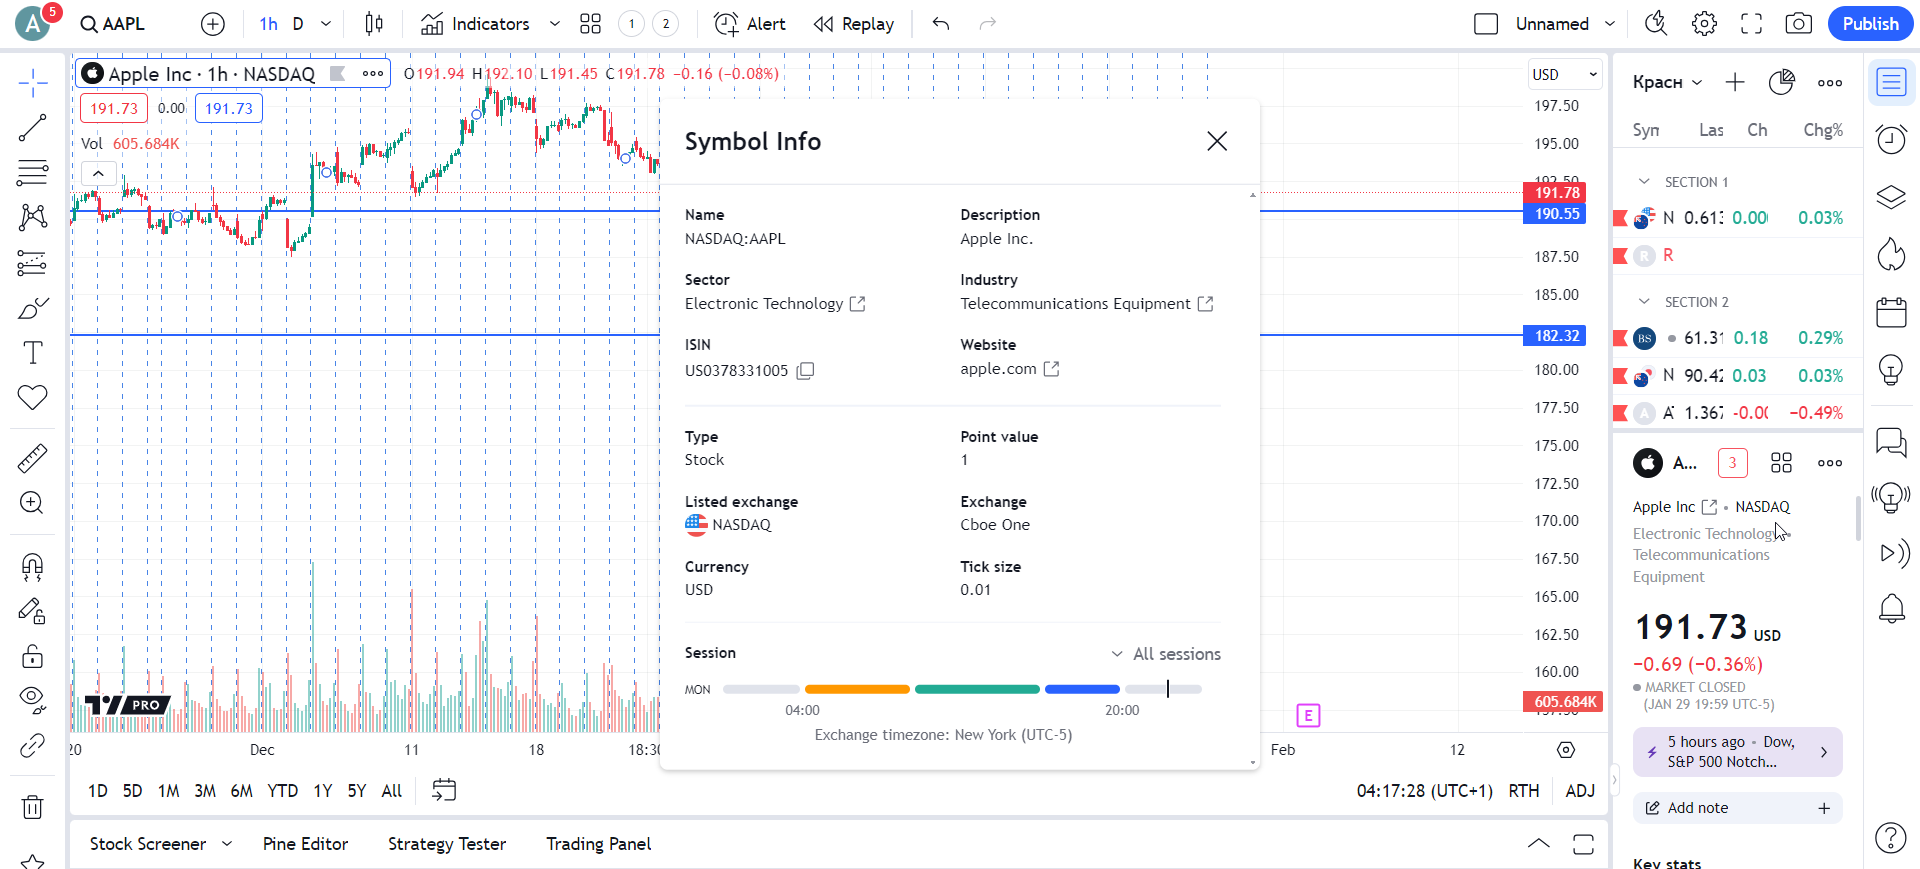 A 5 AAPL 1h D Indicators 1 2 Alert Replay Unnamed Publish
Apple Inc · 1h · NASDAQ O191.94 H192.10 L191.45 C191.78 −0.16 (−0.08%)
191.73 0.00 191.73
Vol 605.684K
USD
197.50
195.00
192.50
191.78
190.55
187.50
185.00
182.32
180.00
177.50
175.00
172.50
170.00
167.50
165.00
162.50
160.00
605.684K
Symbol Info
Name
NASDAQ:AAPL
Description
Apple Inc.
Sector
Electronic Technology
Industry
Telecommunications Equipment
ISIN
US0378331005
Website
apple.com
Type
Stock
Point value
1
Listed exchange
NASDAQ
Exchange
Cboe One
Currency
USD
Tick size
0.01
Session All sessions
MON
04:00 20:00
Exchange timezone: New York (UTC-5)
PRO
E
20 Dec 11 18 18:30 Feb 12
1D 5D 1M 3M 6M YTD 1Y 5Y All 04:17:28 (UTC+1) RTH ADJ
Stock Screener Pine Editor Strategy Tester Trading Panel
Красн
Syn Las Ch Chg%
SECTION 1
N 0.613 0.00 0.03%
R R
SECTION 2
BS 61.31 0.18 0.29%
N 90.42 0.03 0.03%
A 1.367 -0.00 −0.49%
A... 3
Apple Inc • NASDAQ
Electronic Technology •
Telecommunications
Equipment
191.73 USD
−0.69 (−0.36%)
MARKET CLOSED
(JAN 29 19:59 UTC-5)
5 hours ago • Dow,
S&P 500 Notch...
Add note
Key stats